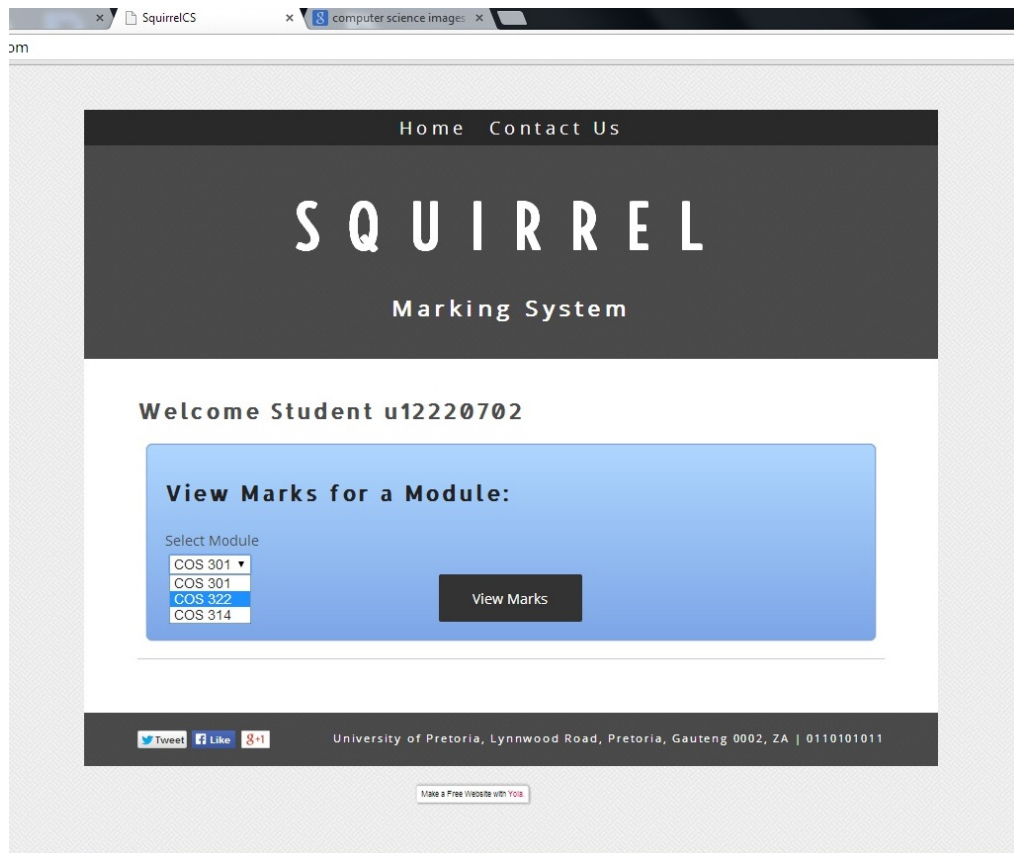 SquirrelCS
computer science images
om
Home Contact Us
SQUIRREL
Marking System
Welcome Student u12220702
View Marks for a Module:
Select Module
COS 301
COS 301
COS 322
COS 314
View Marks
Tweet Like +1
University of Pretoria, Lynnwood Road, Pretoria, Gauteng 0002, ZA | 0110101011
Make a Free Website with Yola.